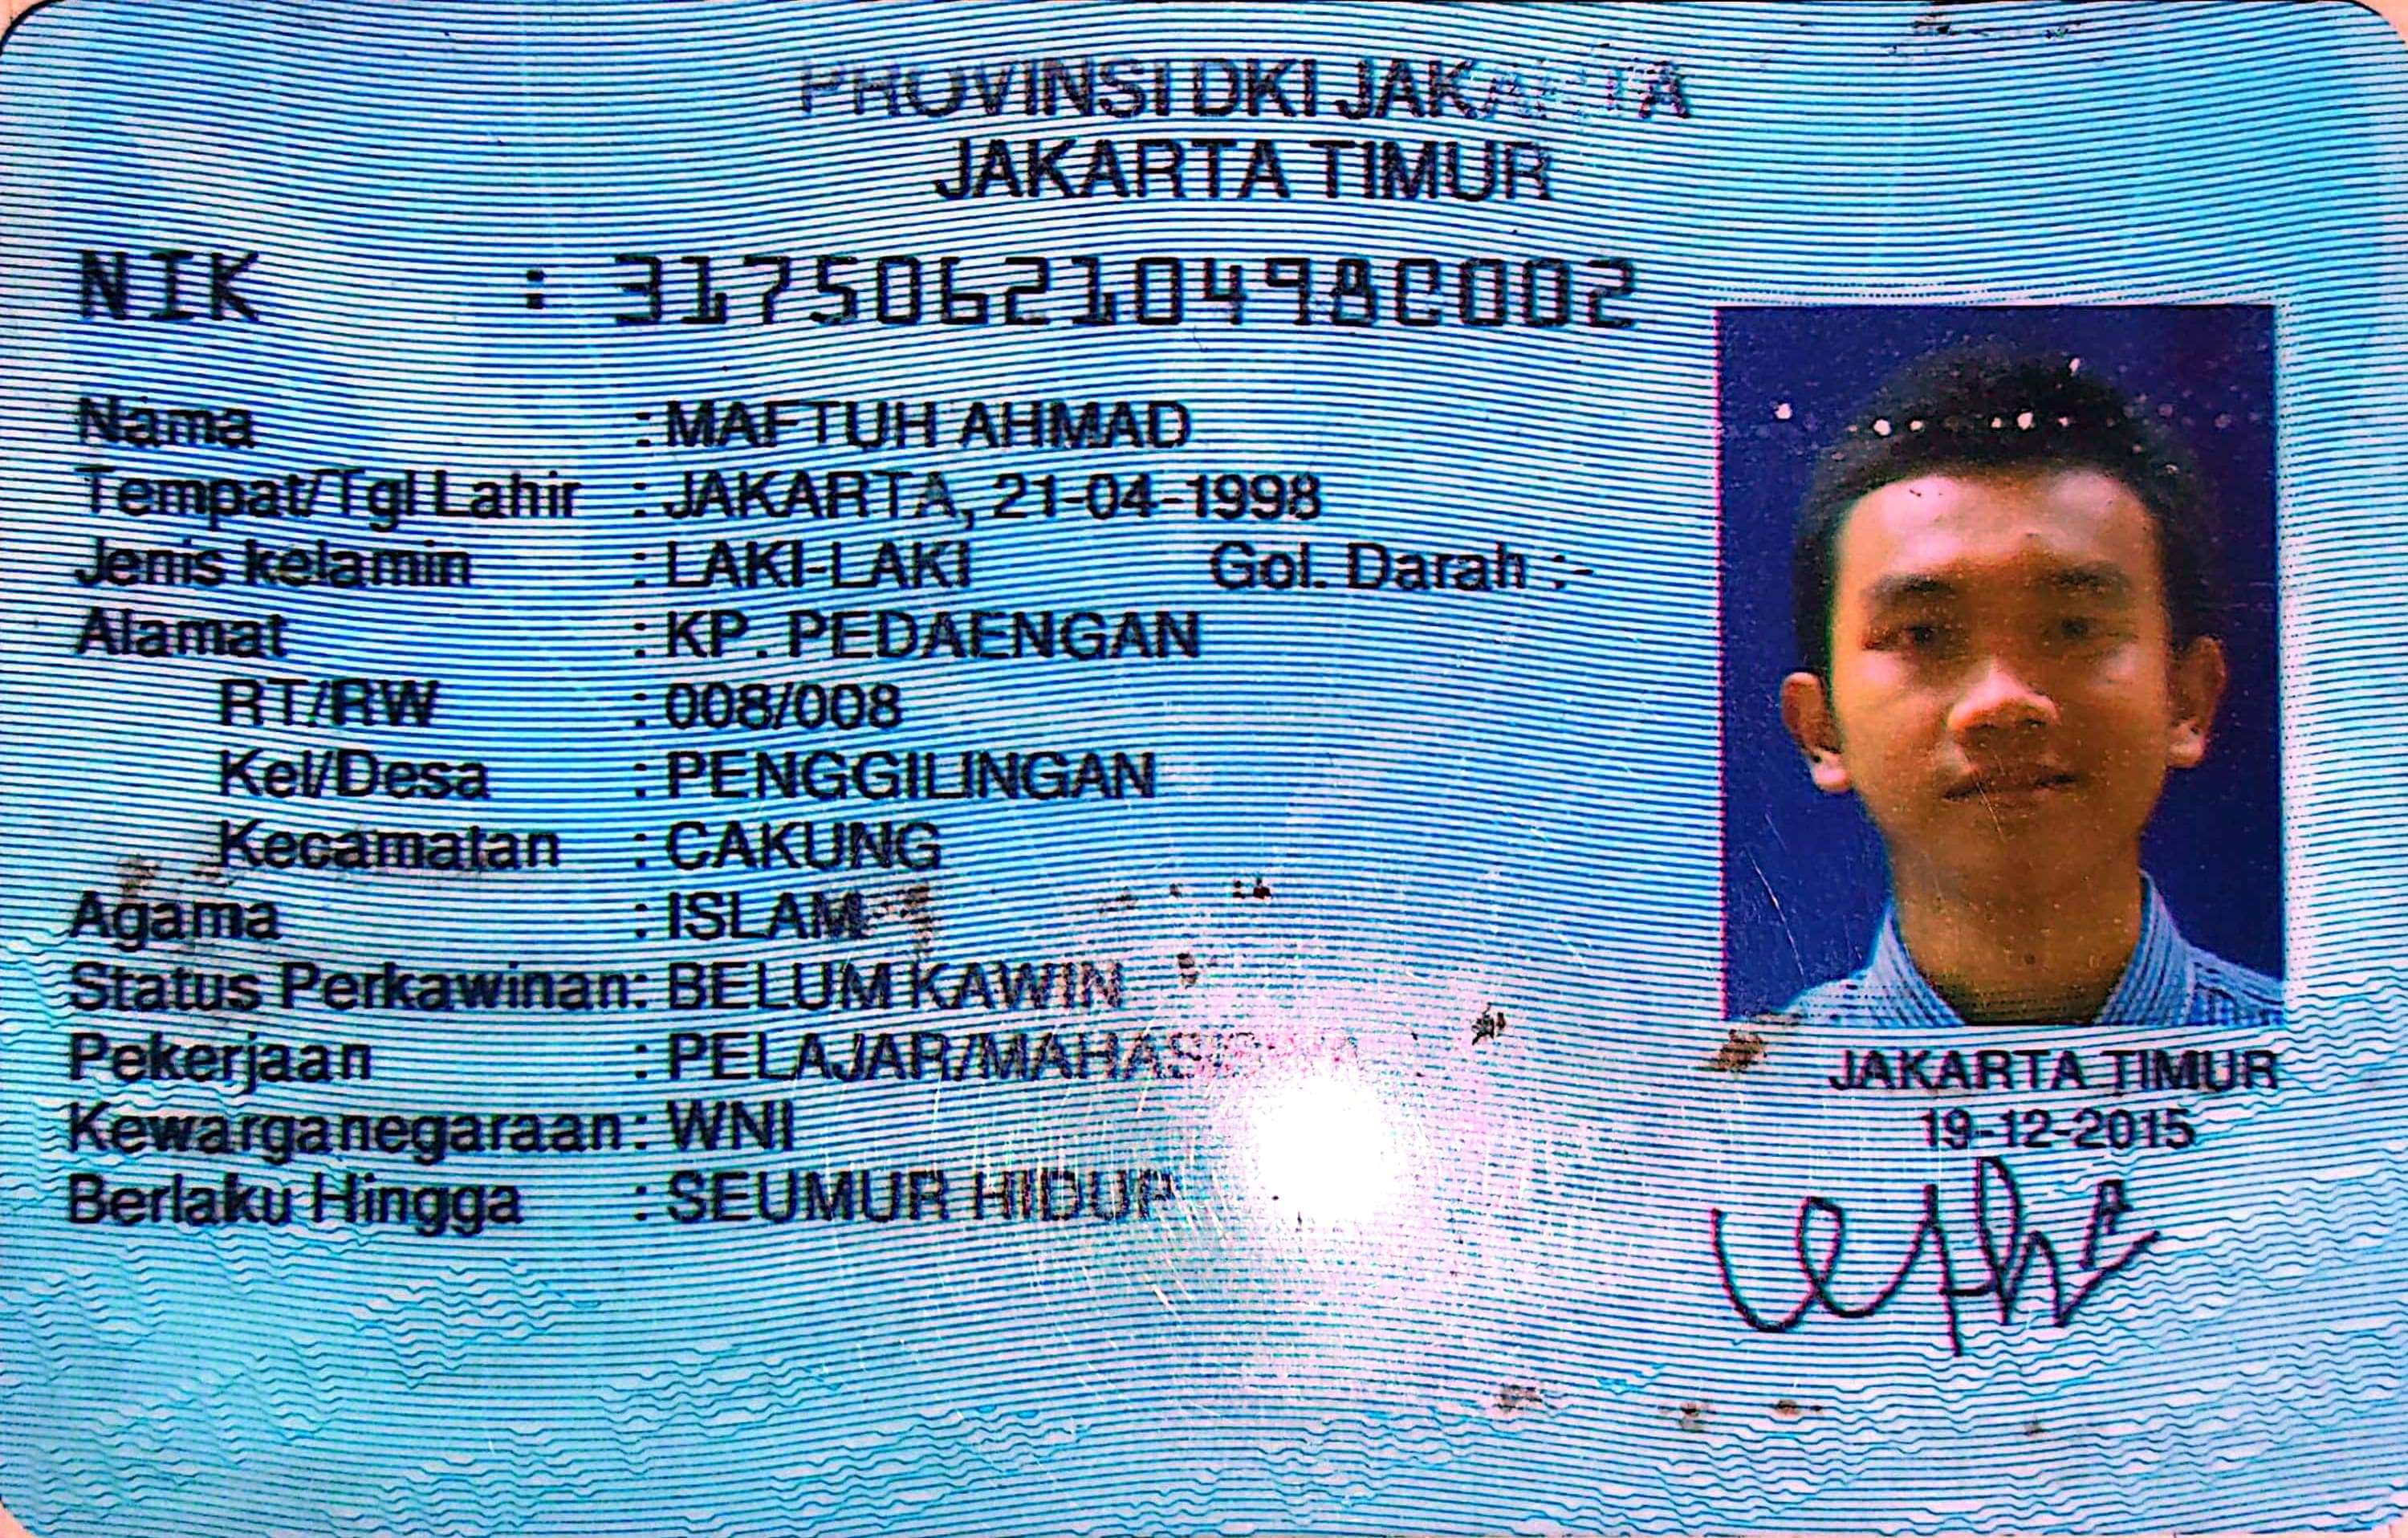 PROVINSI DKI JAKARTA
JAKARTA TIMUR
NIK : 3175062104980002
Nama : MAFTUH AHMAD
Tempat/Tgl Lahir : JAKARTA, 21-04-1998
Jenis kelamin : LAKI-LAKI Gol. Darah :-
Alamat : KP. PEDAENGAN
RT/RW : 008/008
Kel/Desa : PENGGILINGAN
Kecamatan : CAKUNG
Agama : ISLAM
Status Perkawinan: BELUM KAWIN
Pekerjaan : PELAJAR/
Kewarganegaraan: WNI
Berlaku Hingga : SEUMUR HIDUP
JAKARTA TIMUR
19-12-2015